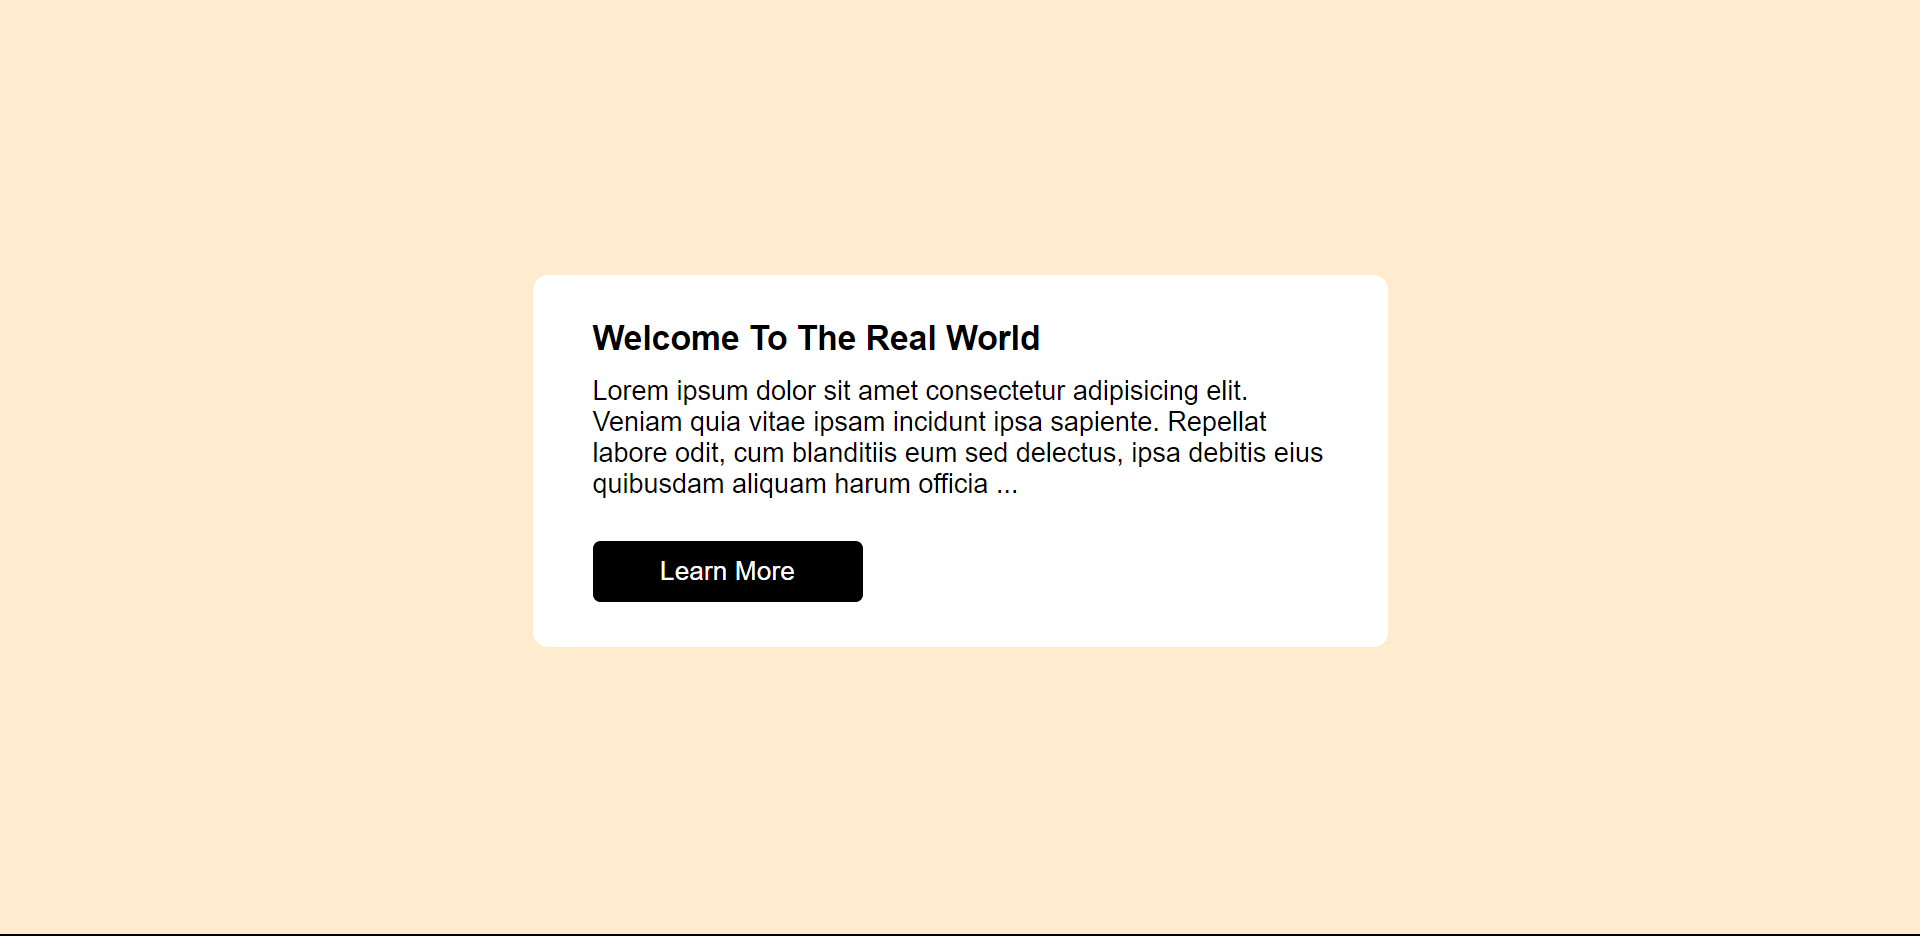 Welcome To The Real World
Lorem ipsum dolor sit amet consectetur adipisicing elit.
Veniam quia vitae ipsam incidunt ipsa sapiente. Repellat
labore odit, cum blanditiis eum sed delectus, ipsa debitis eius
quibusdam aliquam harum officia ...
Learn More